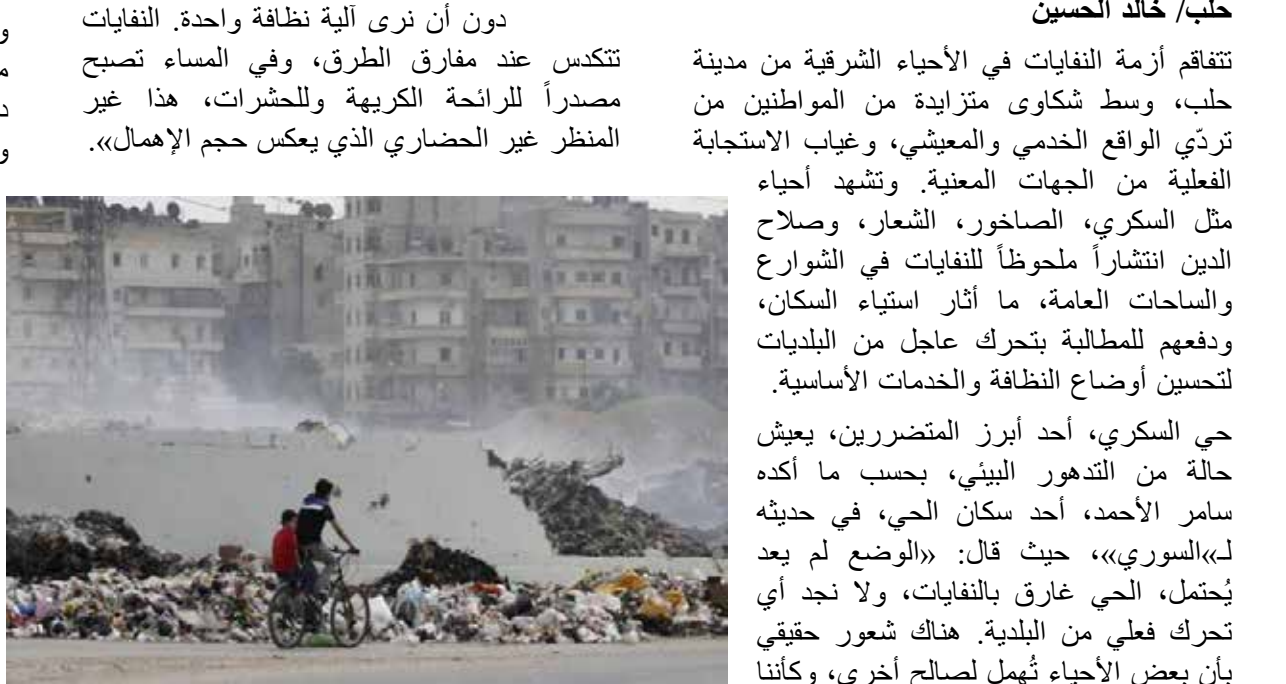 حلب/ خالد الحسين
تتفاقم أزمة النفايات في الأحياء الشرقية من مدينة
حلب، وسط شكاوى متزايدة من المواطنين من
تردّي الواقع الخدمي والمعيشي، وغياب الاستجابة
الفعلية من الجهات المعنية. وتشهد أحياء
مثل السكري، الصاخور، الشعار، وصلاح
الدين انتشاراً ملحوظاً للنفايات في الشوارع
والساحات العامة، ما أثار استياء السكان،
ودفعهم للمطالبة بتحرك عاجل من البلديات
لتحسين أوضاع النظافة والخدمات الأساسية.
حي السكري، أحد أبرز المتضررين، يعيش
حالة من التدهور البيئي، بحسب ما أكده
سامر الأحمد، أحد سكان الحي، في حديثه
لـ»السوري»، حيث قال: «الوضع لم يعد
يُحتمل، الحي غارق بالنفايات، ولا نجد أي
تحرك فعلي من البلدية. هناك شعور حقيقي
بأن بعض الأحياء تُهمل لصالح أخرى، وكأننا
دون أن نرى آلية نظافة واحدة. النفايات
تتكدس عند مفارق الطرق، وفي المساء تصبح
مصدراً للرائحة الكريهة وللحشرات، هذا غير
المنظر غير الحضاري الذي يعكس حجم الإهمال».